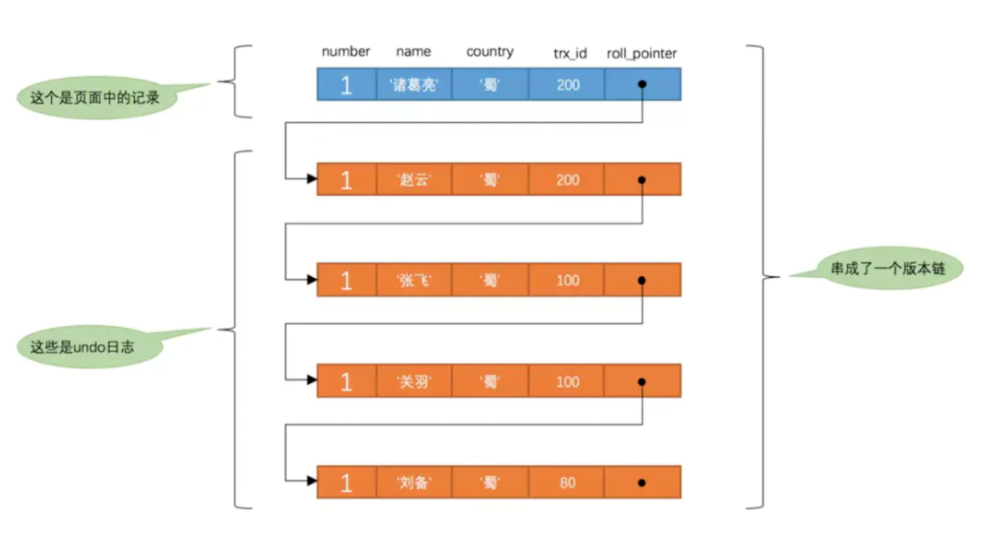 number name country trx_id roll_pointer
1 '诸葛亮' '蜀' 200
这个是页面中的记录
1 '赵云' '蜀' 200
1 '张飞' '蜀' 100
串成了一个版本链
这些是undo日志
1 '关羽' '蜀' 100
1 '刘备' '蜀' 80